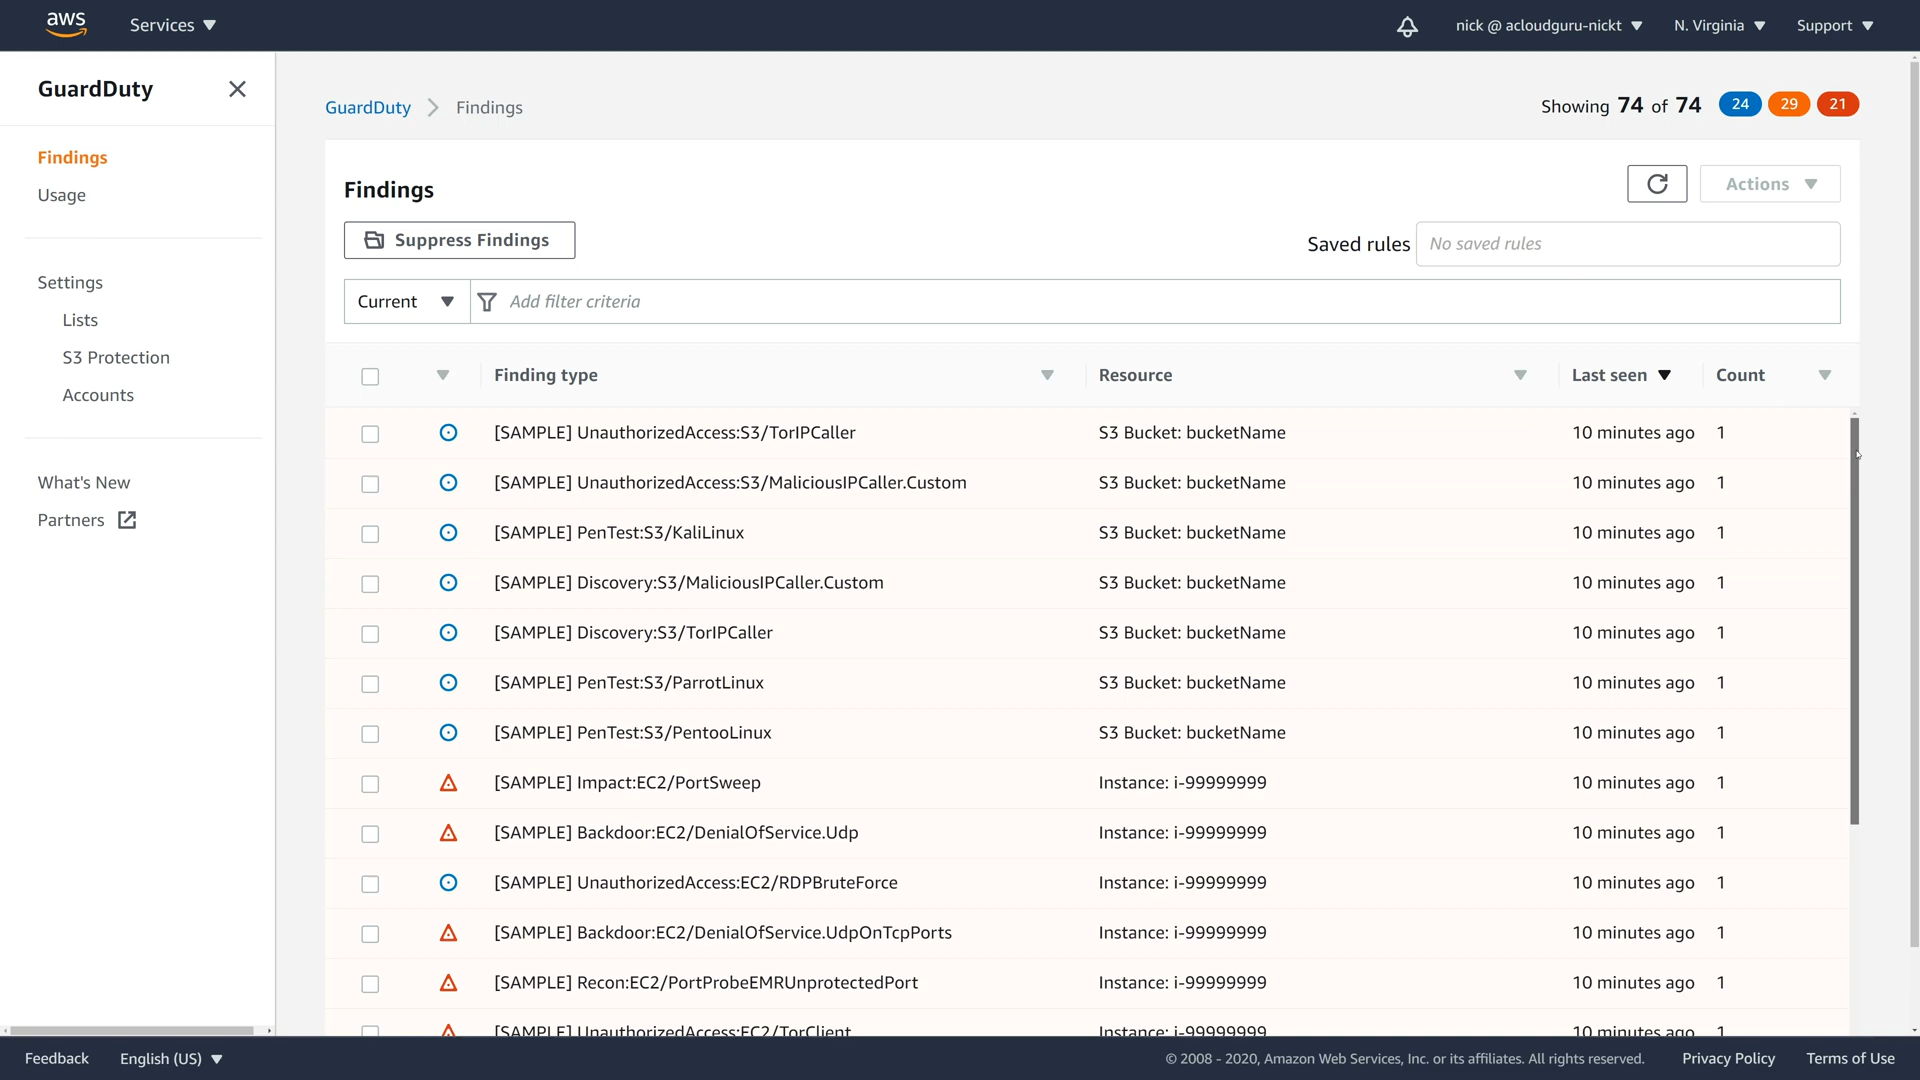 aws Services nick @ acloudguru-nickt N. Virginia Support
GuardDuty
Findings
Usage
Settings
Lists
S3 Protection
Accounts
What's New
Partners
GuardDuty Findings
Showing 74 of 74 24 29 21
Findings
Actions
Suppress Findings
Saved rules No saved rules
Current Add filter criteria
Finding type Resource Last seen Count
[SAMPLE] UnauthorizedAccess:S3/TorIPCaller S3 Bucket: bucketName 10 minutes ago 1
[SAMPLE] UnauthorizedAccess:S3/MaliciousIPCaller.Custom S3 Bucket: bucketName 10 minutes ago 1
[SAMPLE] PenTest:S3/KaliLinux S3 Bucket: bucketName 10 minutes ago 1
[SAMPLE] Discovery:S3/MaliciousIPCaller.Custom S3 Bucket: bucketName 10 minutes ago 1
[SAMPLE] Discovery:S3/TorIPCaller S3 Bucket: bucketName 10 minutes ago 1
[SAMPLE] PenTest:S3/ParrotLinux S3 Bucket: bucketName 10 minutes ago 1
[SAMPLE] PenTest:S3/PentooLinux S3 Bucket: bucketName 10 minutes ago 1
[SAMPLE] Impact:EC2/PortSweep Instance: i-99999999 10 minutes ago 1
[SAMPLE] Backdoor:EC2/DenialOfService.Udp Instance: i-99999999 10 minutes ago 1
[SAMPLE] UnauthorizedAccess:EC2/RDPBruteForce Instance: i-99999999 10 minutes ago 1
[SAMPLE] Backdoor:EC2/DenialOfService.UdpOnTcpPorts Instance: i-99999999 10 minutes ago 1
[SAMPLE] Recon:EC2/PortProbeEMRUnprotectedPort Instance: i-99999999 10 minutes ago 1
[SAMPLE] UnauthorizedAccess:EC2/TorClient Instance: i-99999999 10 minutes ago 1
Feedback English (US) © 2008 - 2020, Amazon Web Services, Inc. or its affiliates. All rights reserved. Privacy Policy Terms of Use